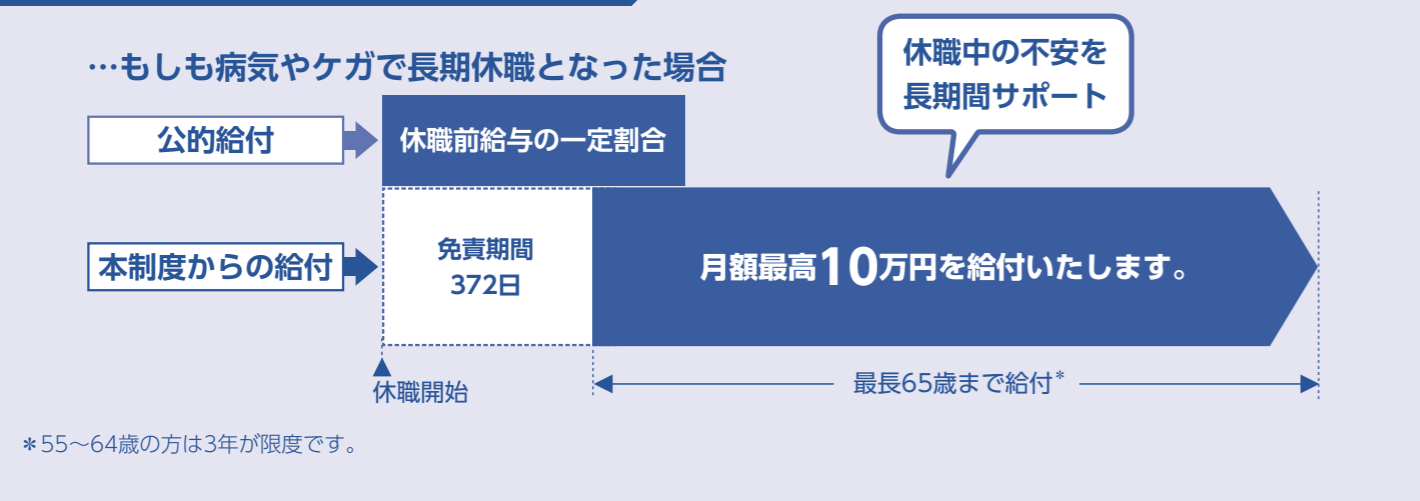 …もしも病気やケガで長期休職となった場合
休職中の不安を
長期間サポート
公的給付
休職前給与の一定割合
本制度からの給付
免責期間
372日
月額最高10万円を給付いたします。
休職開始
最長65歳まで給付*
*55〜64歳の方は3年が限度です。